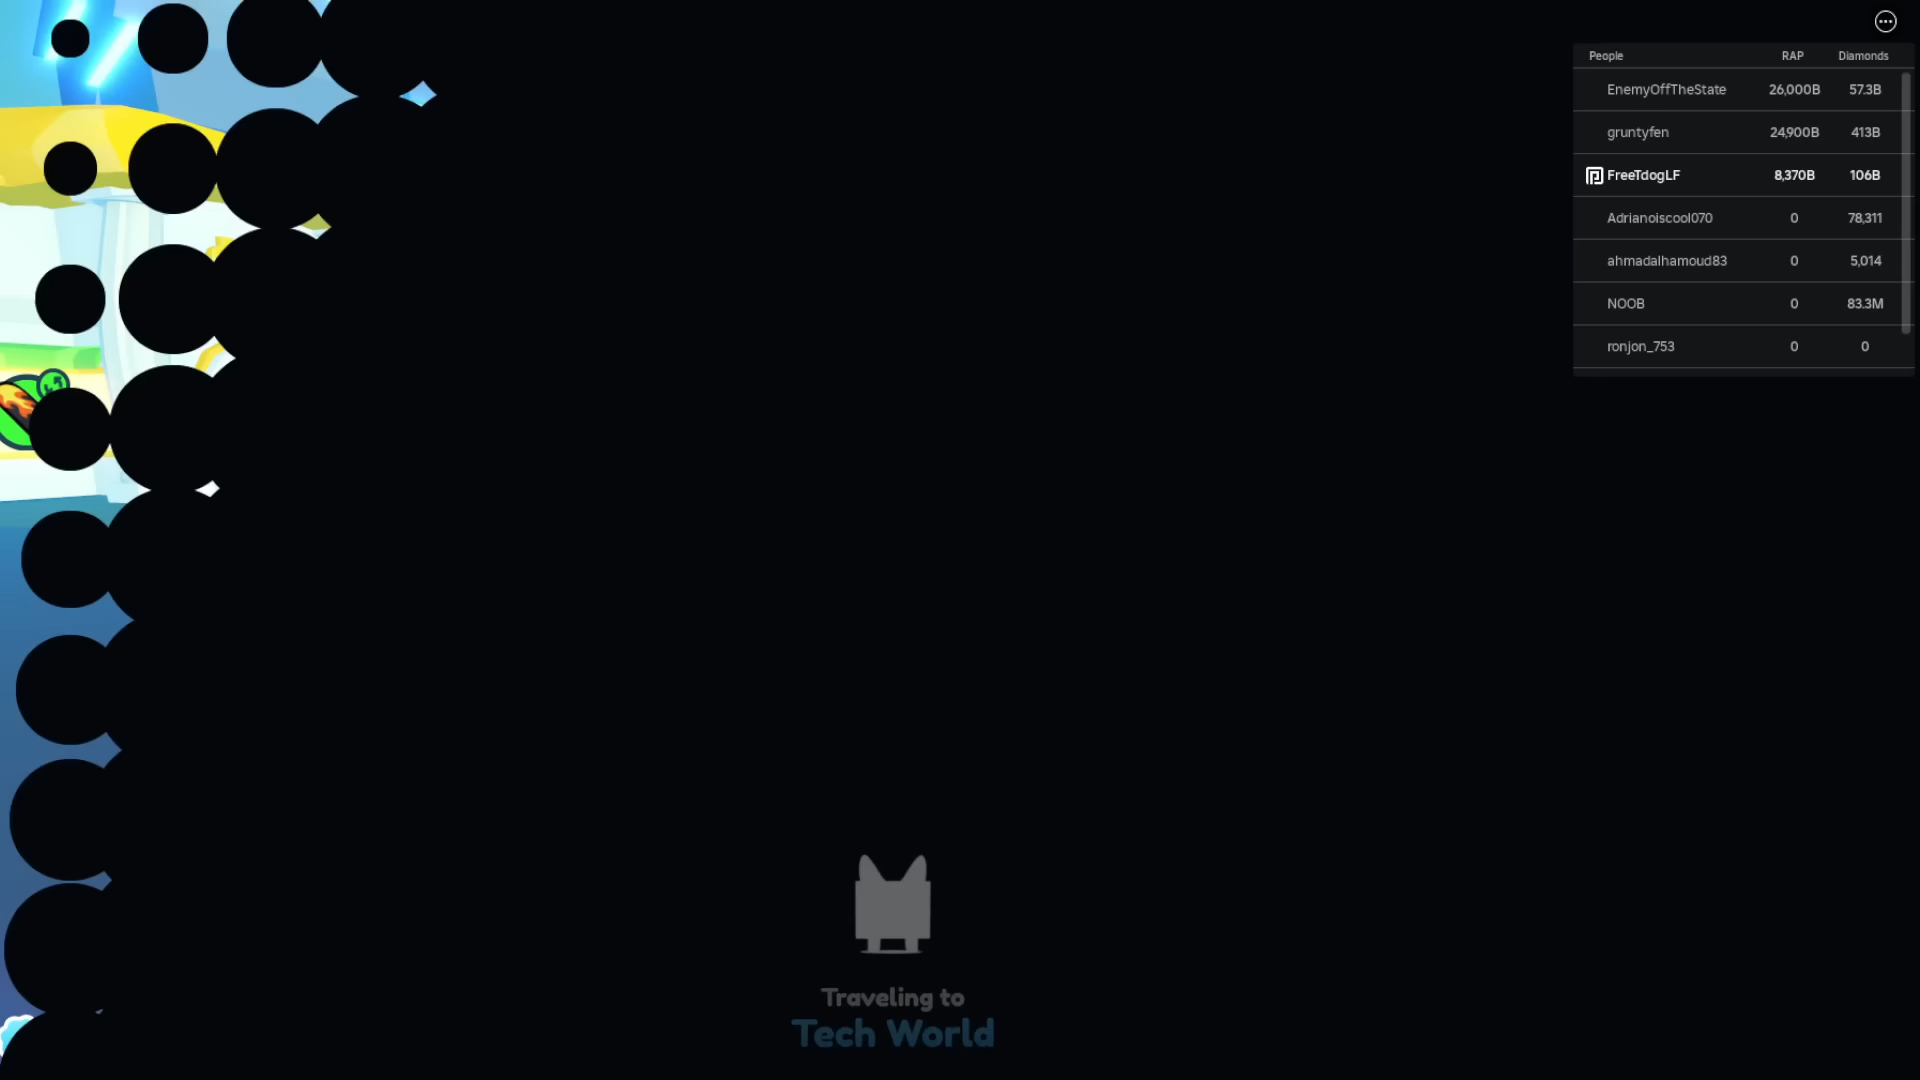 People RAP Diamonds
EnemyOffTheState 26,000B 57.3B
gruntyfen 24,900B 413B
FreeTdogLF 8,370B 106B
Adrianoiscool070 0 78,311
ahmadalhamoud83 0 5,014
NOOB 0 83.3M
ronjon_753 0 0
Traveling to
Tech World